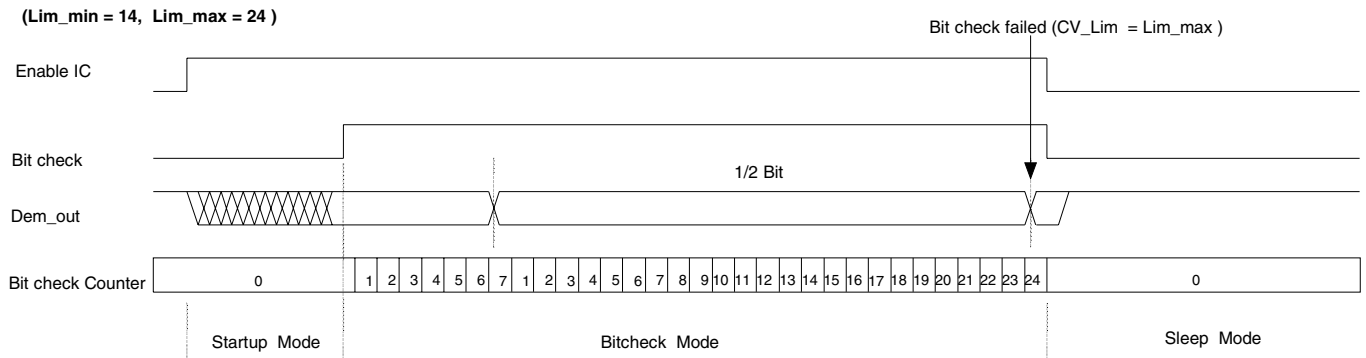 (Lim_min = 14, Lim_max = 24 )
Bit check failed (CV_Lim = Lim_max )
Enable IC
Bit check
1/2 Bit
Dem_out
Bit check Counter 0 1 2 3 4 5 6 7 1 2 3 4 5 6 7 8 9 10 11 12 13 14 15 16 17 18 19 20 21 22 23 24 0
Startup Mode Bitcheck Mode Sleep Mode